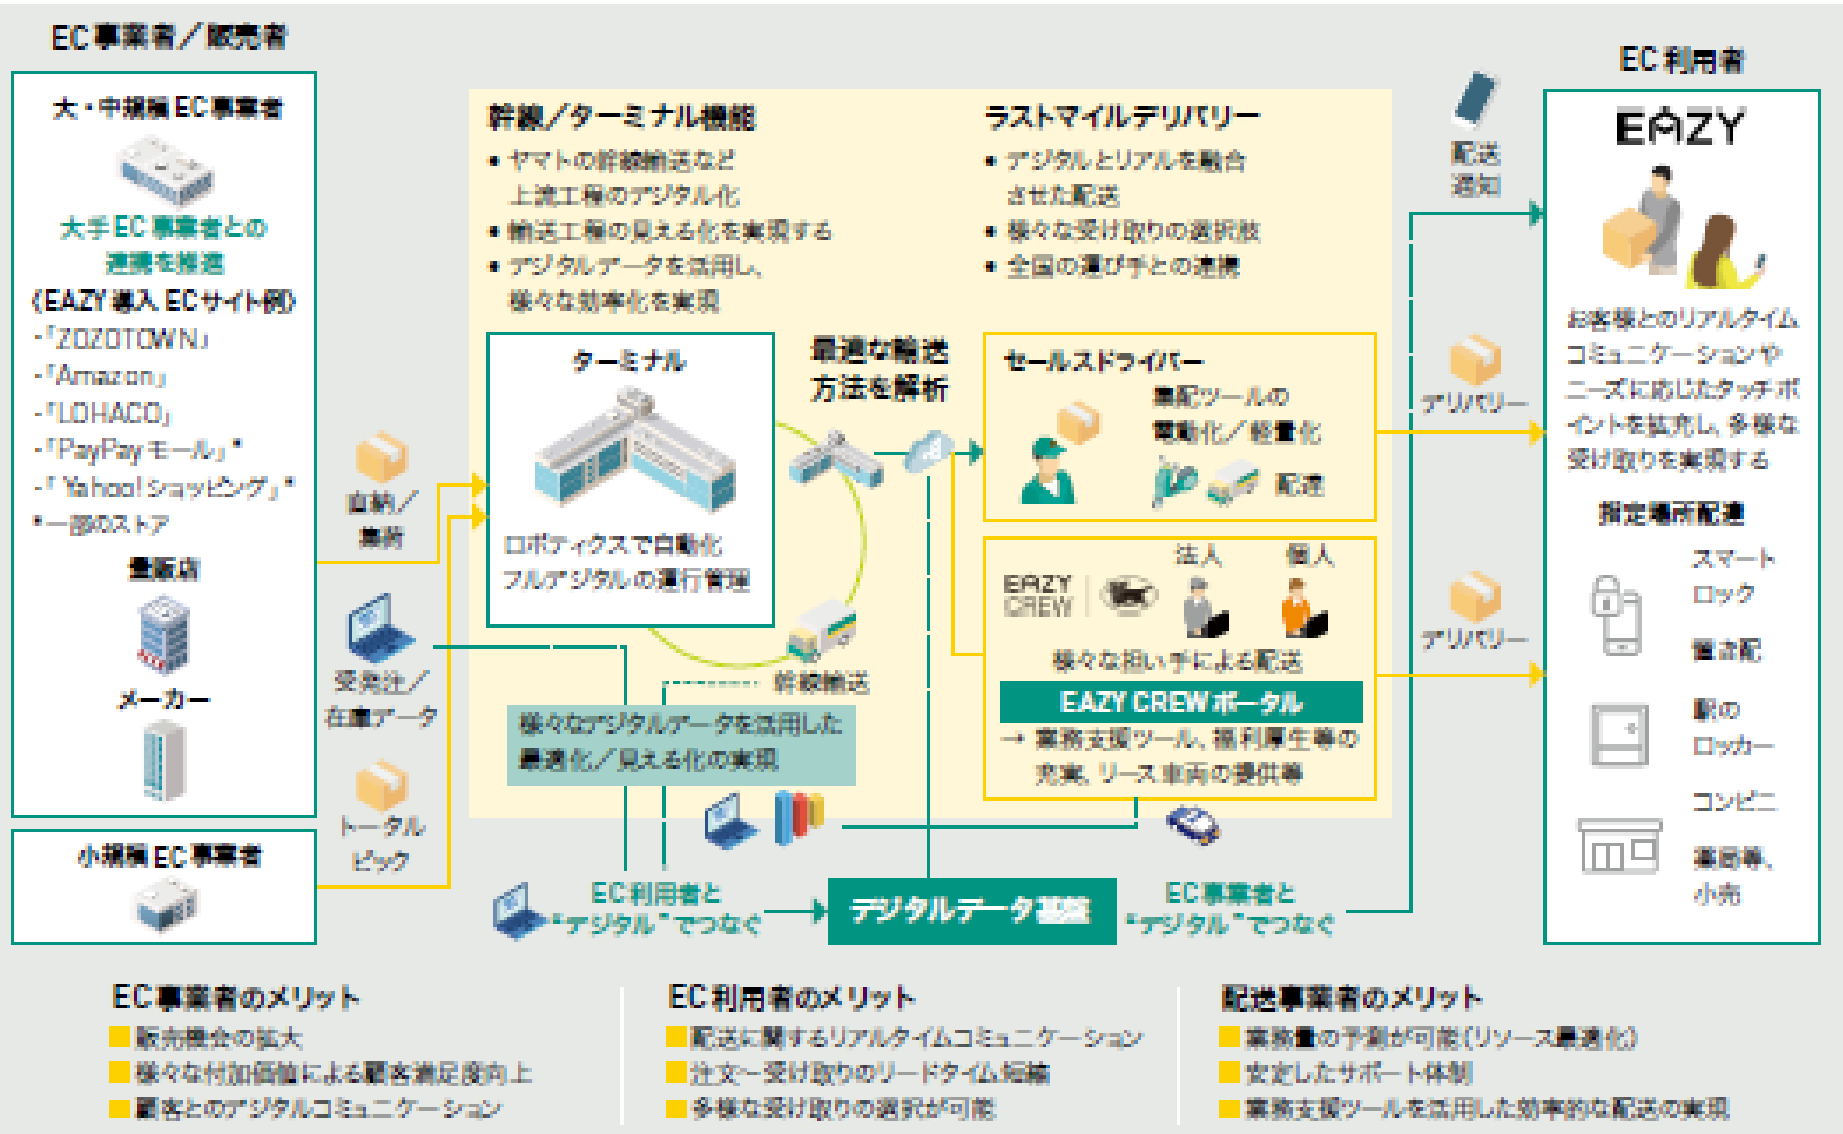 EC事業者／販売者
大・中規模EC事業者
大手EC事業者との
連携を推進
〈EAZY導入 ECサイト例〉
-「ZOZOTOWN」
-「Amazon」
-「LOHACO」
-「PayPayモール」*
-「Yahoo!ショッピング」*
*一部のストア
量販店
メーカー
小規模EC事業者
直納／
集荷
受発注／
在庫データ
トータル
ピック
幹線／ターミナル機能
• ヤマトの幹線輸送など
上流工程のデジタル化
• 輸送工程の見える化を実現する
• デジタルデータを活用し、
様々な効率化を実現
ターミナル
ロボティクスで自動化
フルデジタルの運行管理
最適な輸送
方法を解析
幹線輸送
様々なデジタルデータを活用した
最適化／見える化の実現
ラストマイルデリバリー
• デジタルとリアルを融合
させた配送
• 様々な受け取りの選択肢
• 全国の運び手との連携
セールスドライバー
集配ツールの
電動化／軽量化
配達
EAZY
CREW
法人
個人
様々な担い手による配送
EAZY CREWポータル
→ 業務支援ツール、福利厚生等の
充実、リース車両の提供等
EC利用者と
“デジタル”でつなぐ
デジタルデータ基盤
EC事業者と
“デジタル”でつなぐ
配送
通知
デリバリー
デリバリー
EC利用者
EAZY
お客様とのリアルタイム
コミュニケーションや
ニーズに応じたタッチポ
イントを拡充し、多様な
受け取りを実現する
指定場所配達
スマート
ロック
置き配
駅の
ロッカー
コンビニ
薬局等、
小売
EC事業者のメリット
販売機会の拡大
様々な付加価値による顧客満足度向上
顧客とのデジタルコミュニケーション
EC利用者のメリット
配送に関するリアルタイムコミュニケーション
注文〜受け取りのリードタイム短縮
多様な受け取りの選択が可能
配送事業者のメリット
業務量の予測が可能（リソース最適化）
安定したサポート体制
業務支援ツールを活用した効率的な配送の実現